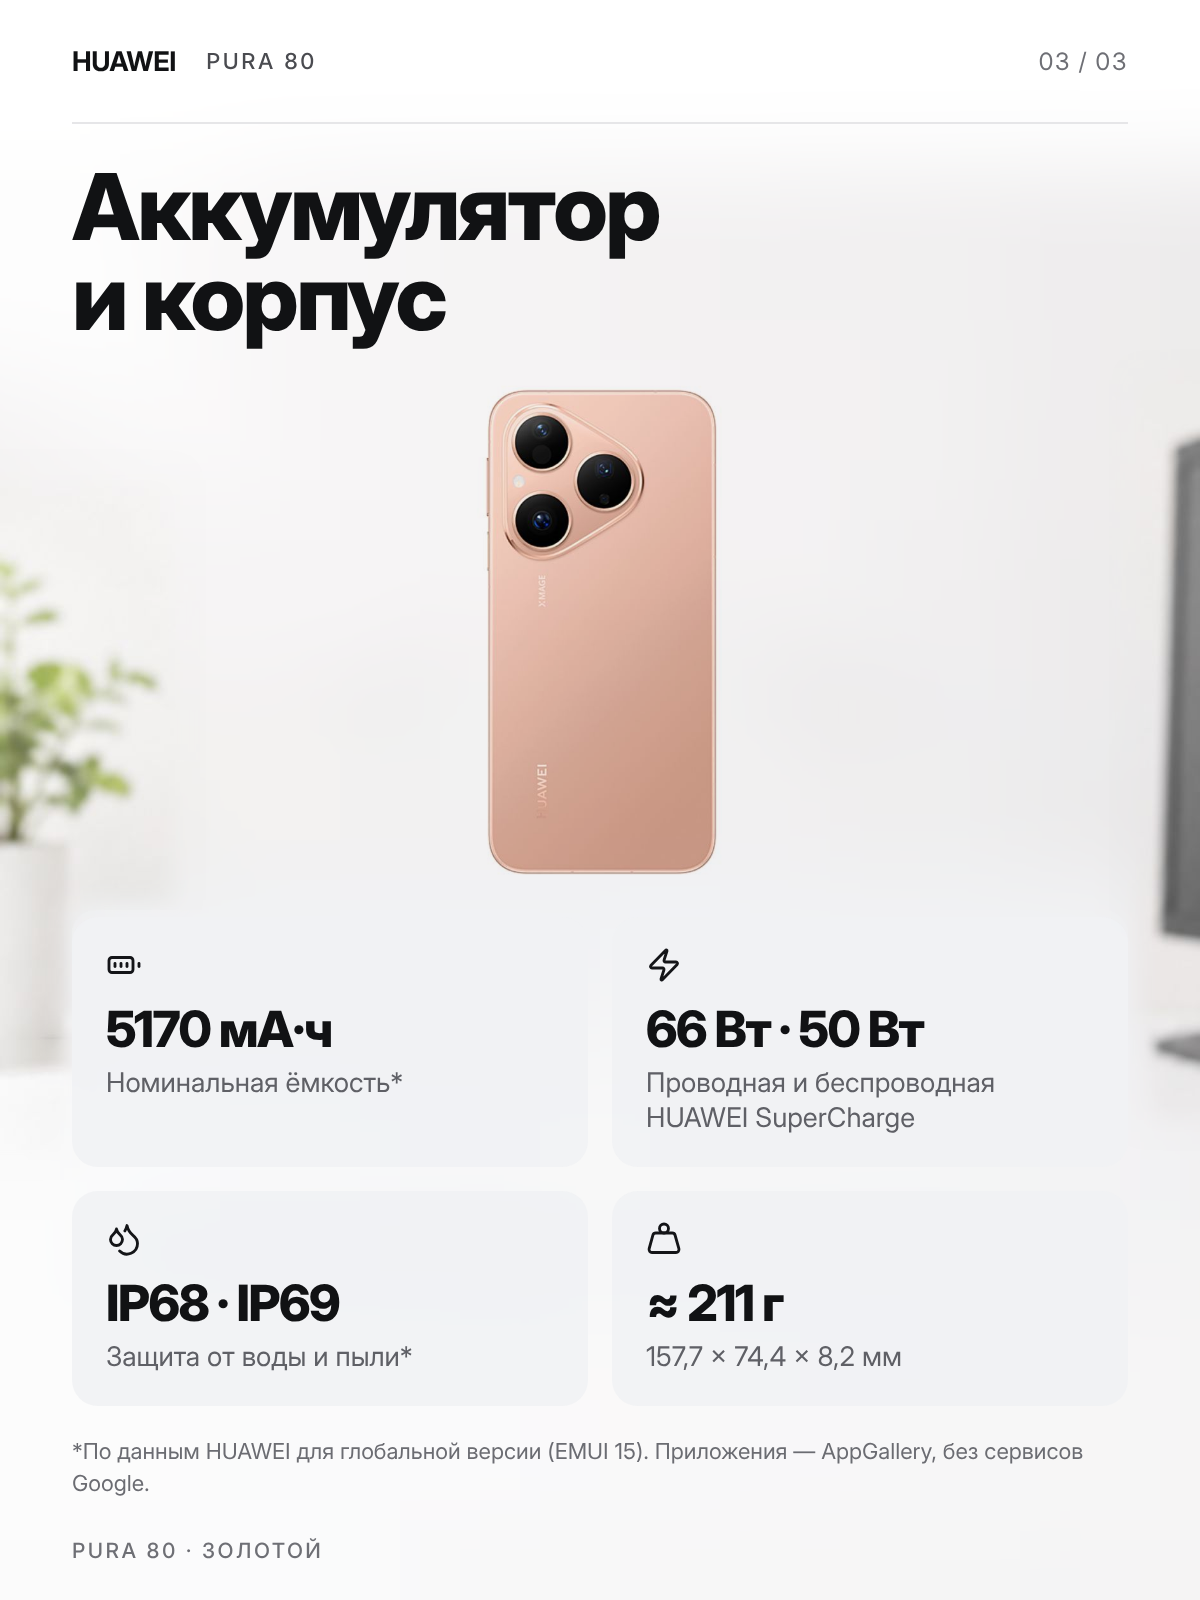 HUAWEI PURA 80 03 / 03
Аккумулятор
и корпус
XMAGE
HUAWEI
5170 мА·ч
Номинальная ёмкость*
66 Вт · 50 Вт
Проводная и беспроводная
HUAWEI SuperCharge
IP68 · IP69
Защита от воды и пыли*
≈ 211 г
157,7 × 74,4 × 8,2 мм
*По данным HUAWEI для глобальной версии (EMUI 15). Приложения — AppGallery, без сервисов
Google.
PURA 80 · ЗОЛОТОЙ